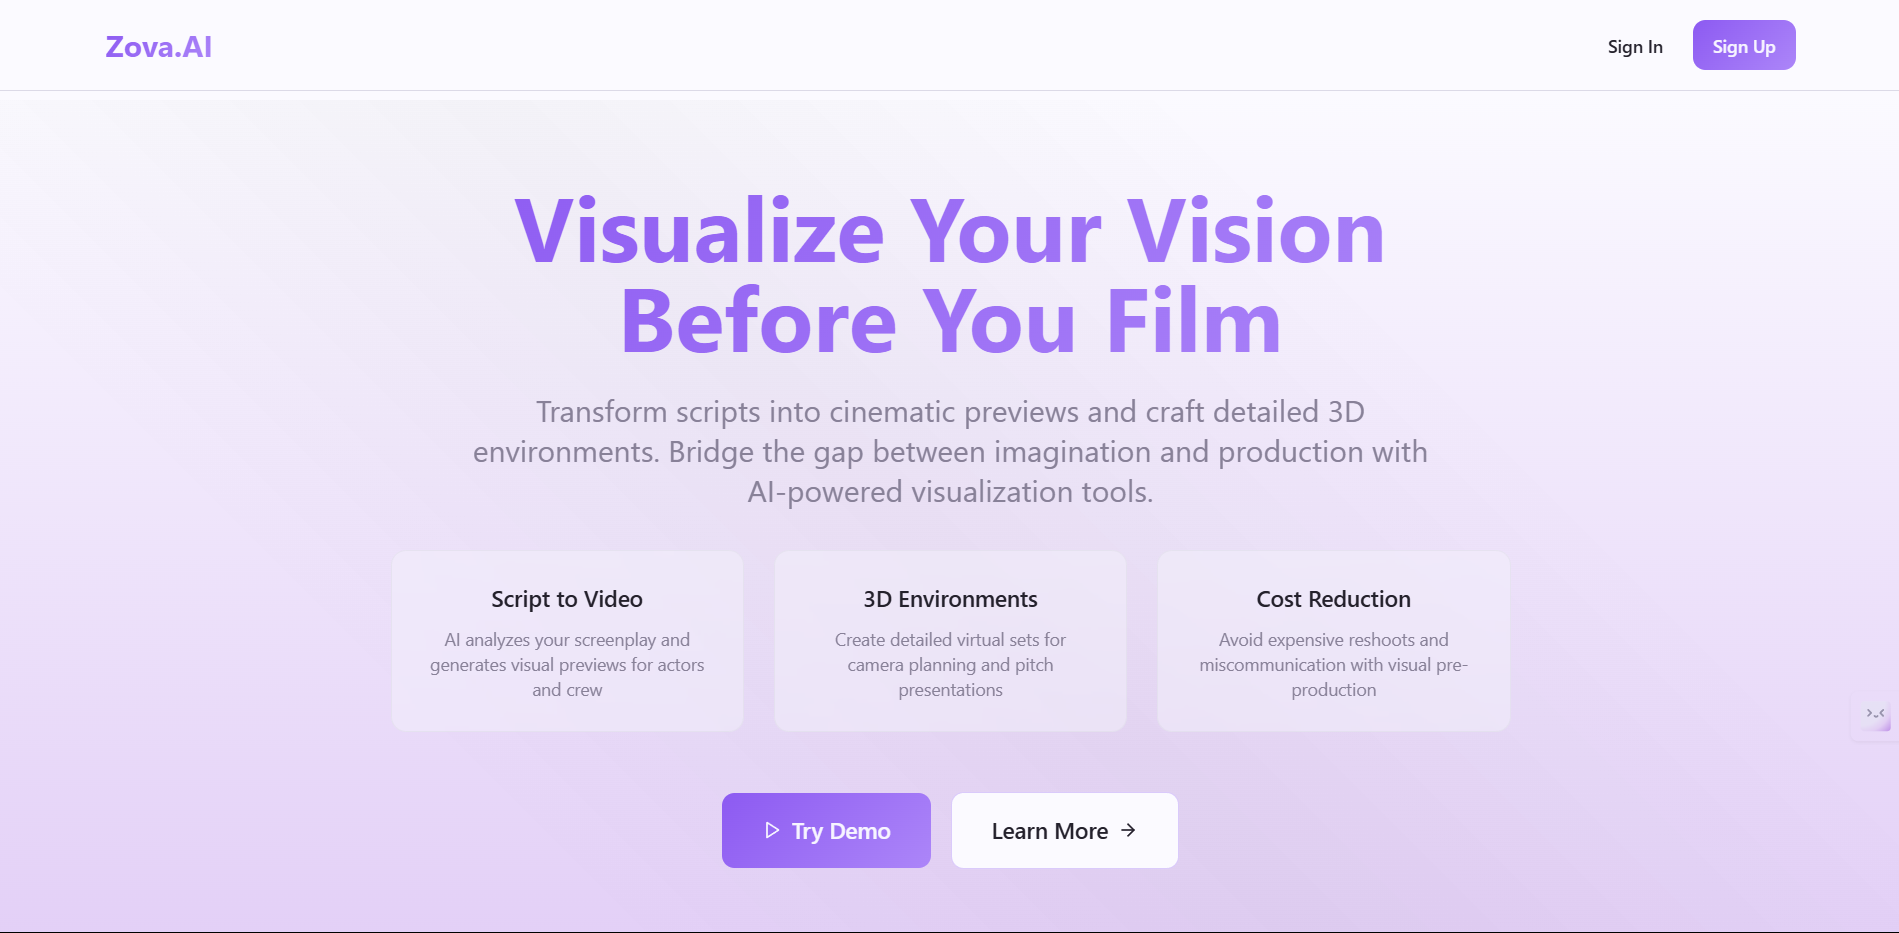 Zova.AI
Sign In
Sign Up
Visualize Your Vision
Before You Film
Transform scripts into cinematic previews and craft detailed 3D
environments. Bridge the gap between imagination and production with
AI-powered visualization tools.
Script to Video
AI analyzes your screenplay and
generates visual previews for actors
and crew
3D Environments
Create detailed virtual sets for
camera planning and pitch
presentations
Cost Reduction
Avoid expensive reshoots and
miscommunication with visual pre-
production
Try Demo
Learn More